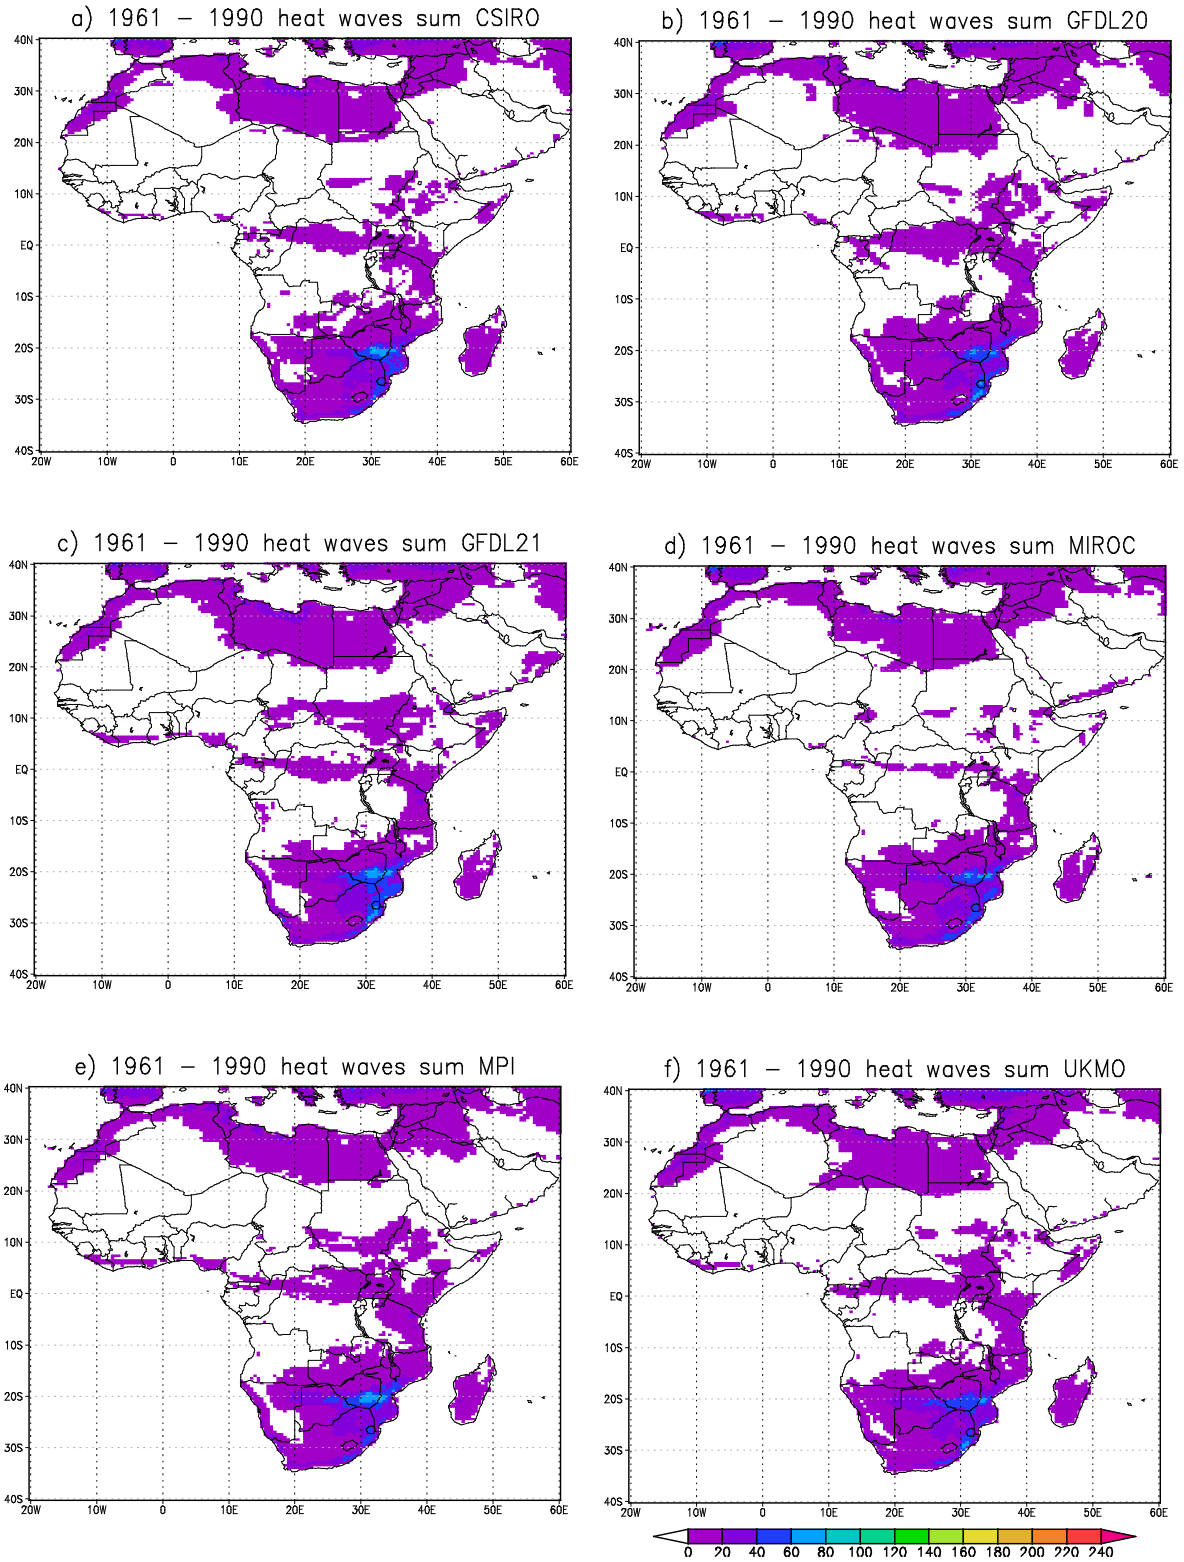 a) 1961 – 1990 heat waves sum CSIRO
40N
30N
20N
10N
EQ
10S
20S
30S
40S
20W 10W 0 10E 20E 30E 40E 50E 60E
b) 1961 – 1990 heat waves sum GFDL20
40N
30N
20N
10N
EQ
10S
20S
30S
40S
20W 10W 0 10E 20E 30E 40E 50E 60E
c) 1961 – 1990 heat waves sum GFDL21
40N
30N
20N
10N
EQ
10S
20S
30S
40S
20W 10W 0 10E 20E 30E 40E 50E 60E
d) 1961 – 1990 heat waves sum MIROC
40N
30N
20N
10N
EQ
10S
20S
30S
40S
20W 10W 0 10E 20E 30E 40E 50E 60E
e) 1961 – 1990 heat waves sum MPI
40N
30N
20N
10N
EQ
10S
20S
30S
40S
20W 10W 0 10E 20E 30E 40E 50E 60E
f) 1961 – 1990 heat waves sum UKMO
40N
30N
20N
10N
EQ
10S
20S
30S
40S
20W 10W 0 10E 20E 30E 40E 50E 60E
0 20 40 60 80 100 120 140 160 180 200 220 240